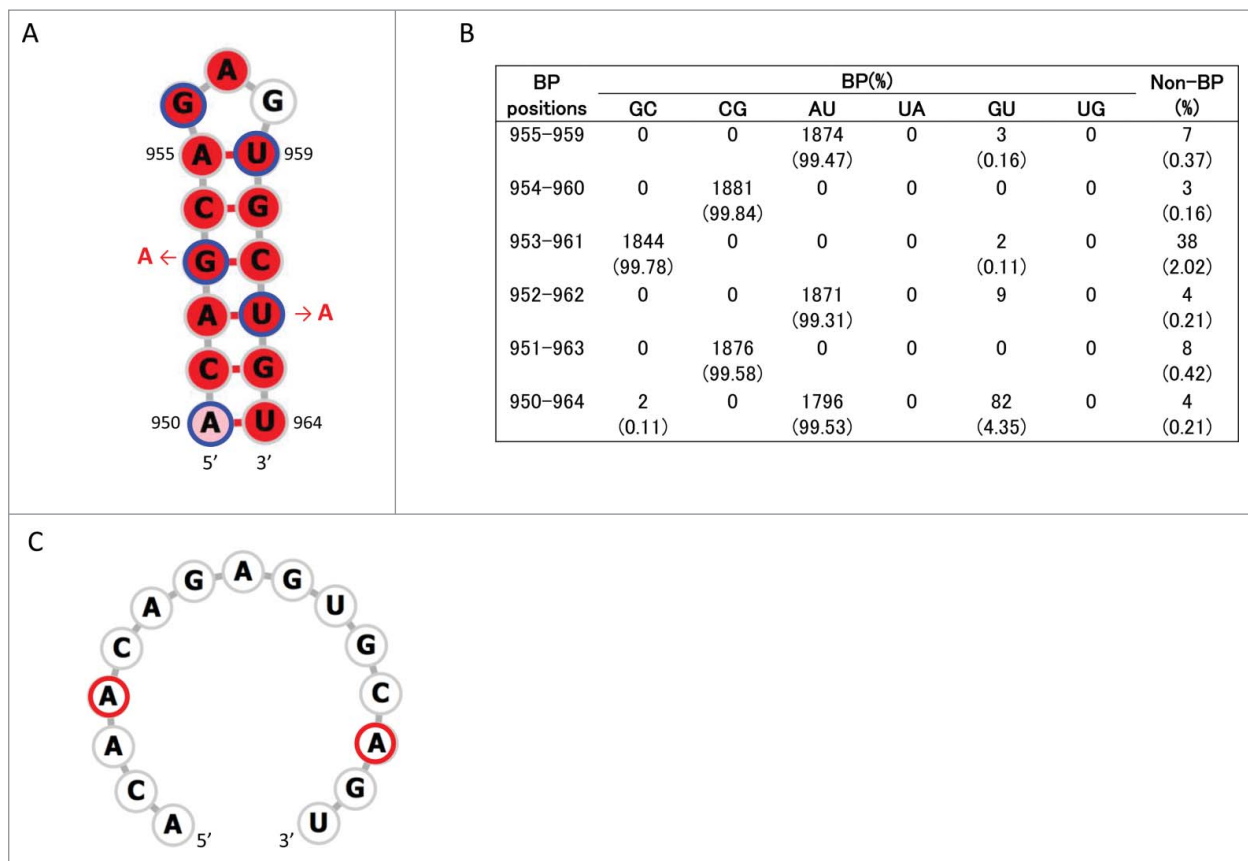 A
A
G G
955 A U 959
C G
A ← G C
A U → A
C G
950 A U 964
5’ 3’
B
BP positions BP(%) Non-BP (%)
GC CG AU UA GU UG
955-959 0 0 1874 0 3 0 7
(99.47) (0.16) (0.37)
954-960 0 1881 0 0 0 0 3
(99.84) (0.16)
953-961 1844 0 0 0 2 0 38
(99.78) (0.11) (2.02)
952-962 0 0 1871 0 9 0 4
(99.31) (0.21)
951-963 0 1876 0 0 0 0 8
(99.58) (0.42)
950-964 2 0 1796 0 82 0 4
(0.11) (99.53) (4.35) (0.21)
C
A C A A C A G A G U G C A G U
5’ 3’